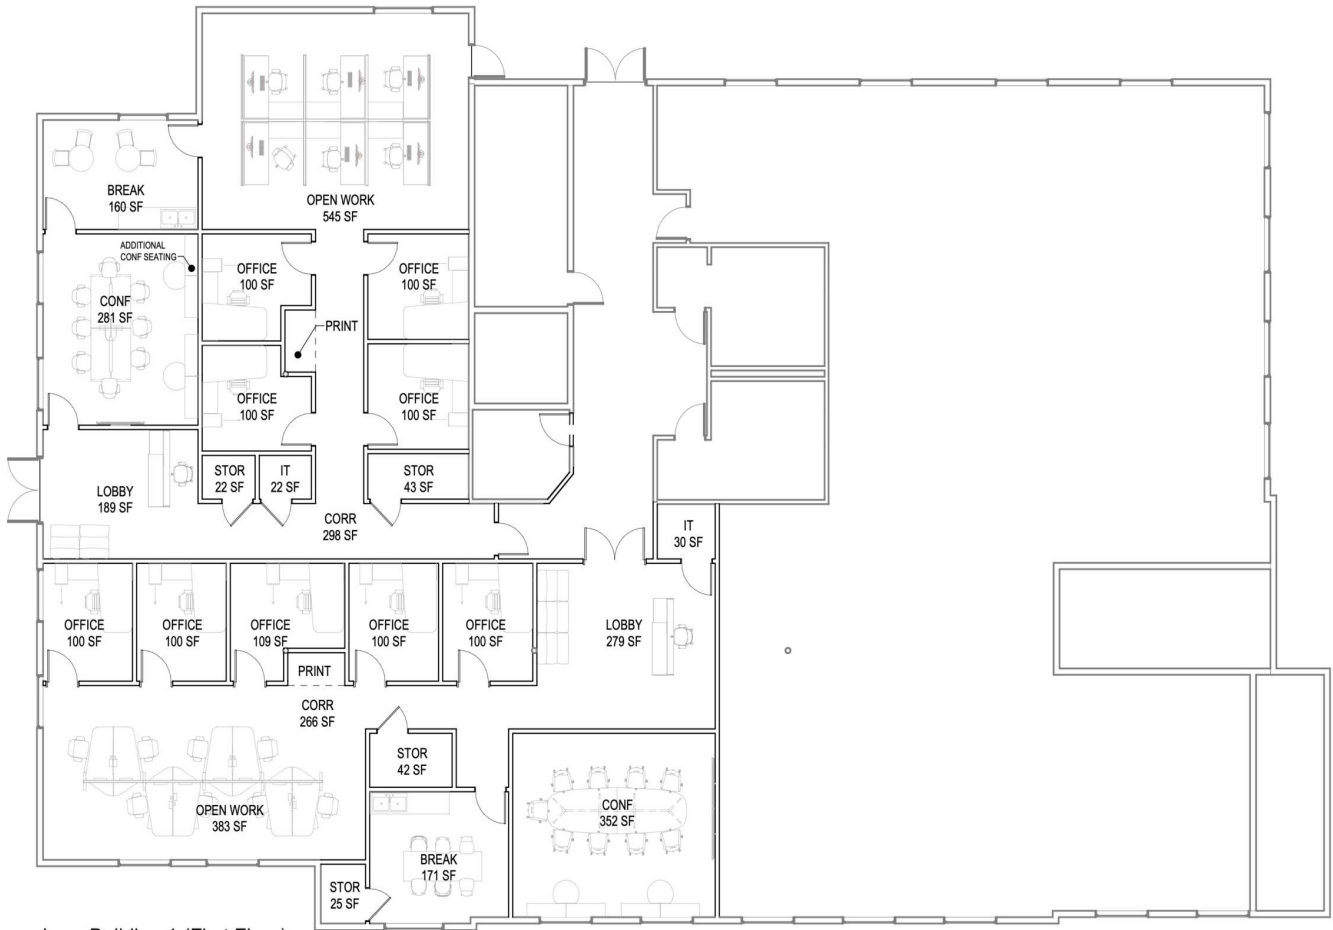 OPEN WORK
545 SF
BREAK
160 SF
ADDITIONAL
CONF SEATING
CONF
281 SF
OFFICE
100 SF
OFFICE
100 SF
PRINT
OFFICE
100 SF
OFFICE
100 SF
STOR
22 SF
IT
22 SF
STOR
43 SF
LOBBY
189 SF
CORR
298 SF
IT
30 SF
OFFICE
100 SF
OFFICE
100 SF
OFFICE
109 SF
OFFICE
100 SF
OFFICE
100 SF
LOBBY
279 SF
PRINT
CORR
266 SF
STOR
42 SF
OPEN WORK
383 SF
CONF
352 SF
BREAK
171 SF
STOR
25 SF